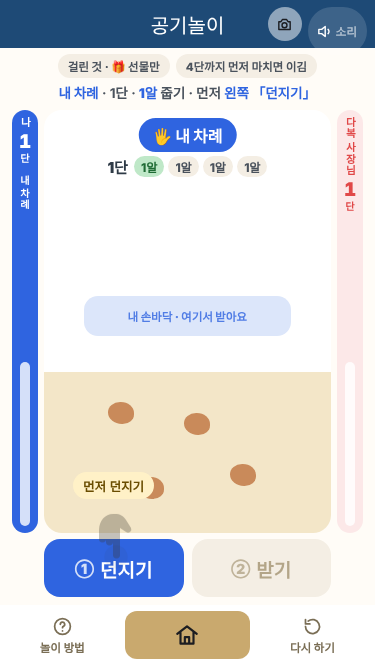 공기놀이
소리
걸린 것 · 🎁 선물만
4단까지 먼저 마치면 이김
내 차례 · 1단 · 1알 줍기 · 먼저 왼쪽 「던지기」
나 1 단 내 차례
🖐 내 차례
1단 1알 1알 1알 1알
다복 사장님 1 단
내 손바닥 · 여기서 받아요
먼저 던지기
① 던지기
② 받기
놀이 방법
다시 하기